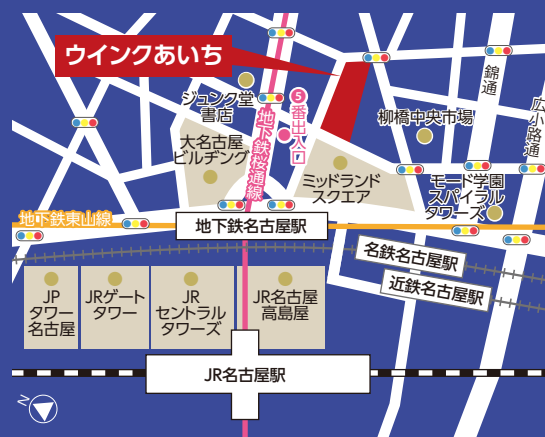 ウインクあいち
ジュンク堂
書店
5
番出入口
地下鉄桜通線
柳橋中央市場
錦通
広小路通
大名古屋
ビルヂング
ミッドランド
スクエア
モード学園
スパイラル
タワーズ
地下鉄東山線
地下鉄名古屋駅
名鉄名古屋駅
近鉄名古屋駅
JP
タワー
名古屋
JRゲート
タワー
JR
セントラル
タワーズ
JR名古屋
高島屋
JR名古屋駅
N